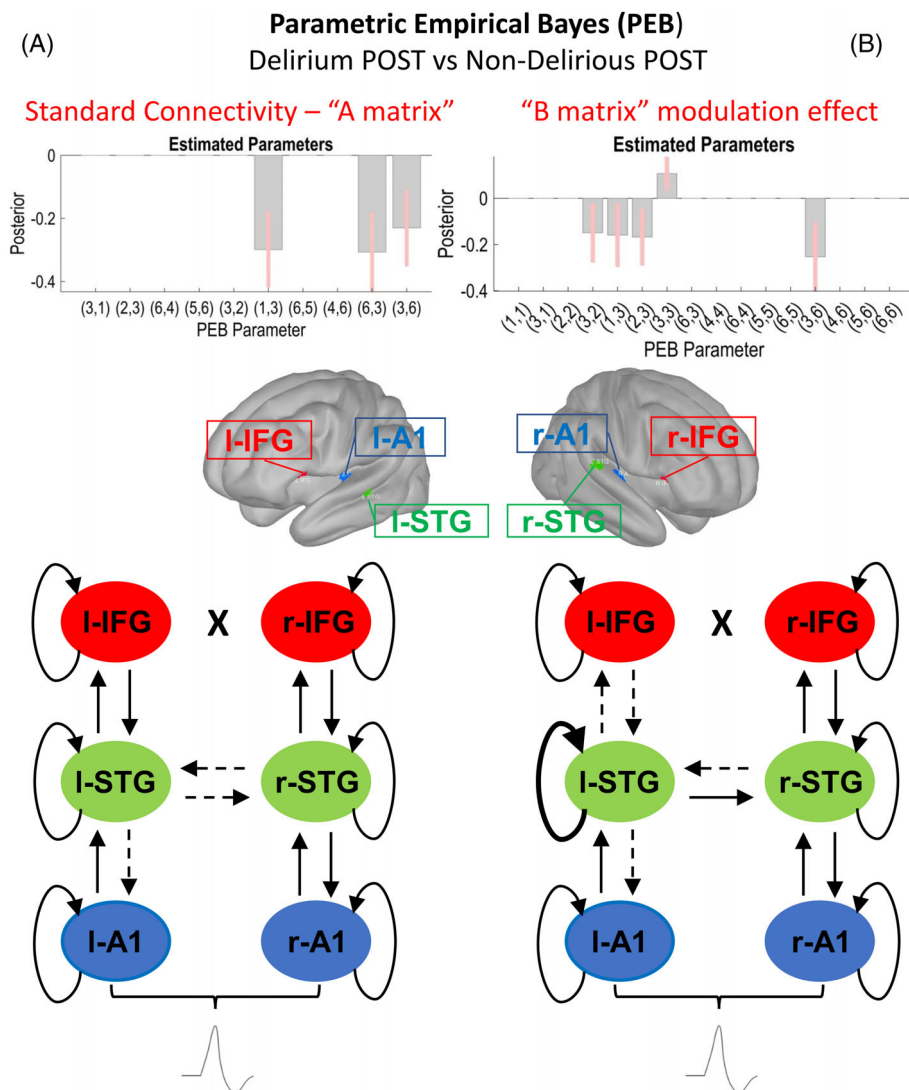 Parametric Empirical Bayes (PEB)
(A)
(B)
Delirium POST vs Non-Delirious POST
Standard Connectivity – “A matrix”
“B matrix” modulation effect
Estimated Parameters
Estimated Parameters
Posterior
0
-0.2
-0.4
(3,1) (2,3) (6,4) (5,6) (3,2) (1,3) (6,5) (4,6) (6,3) (3,6)
PEB Parameter
Posterior
0
-0.2
-0.4
(1,1) (3,1) (2,2) (3,2) (1,3) (2,3) (3,3) (6,3) (4,4) (6,4) (5,5) (6,5) (3,6) (4,6) (5,6) (6,6)
PEB Parameter
l-IFG
l-A1
r-A1
r-IFG
l-STG
r-STG
l-IFG X r-IFG
l-STG r-STG
l-A1 r-A1
l-IFG X r-IFG
l-STG r-STG
l-A1 r-A1